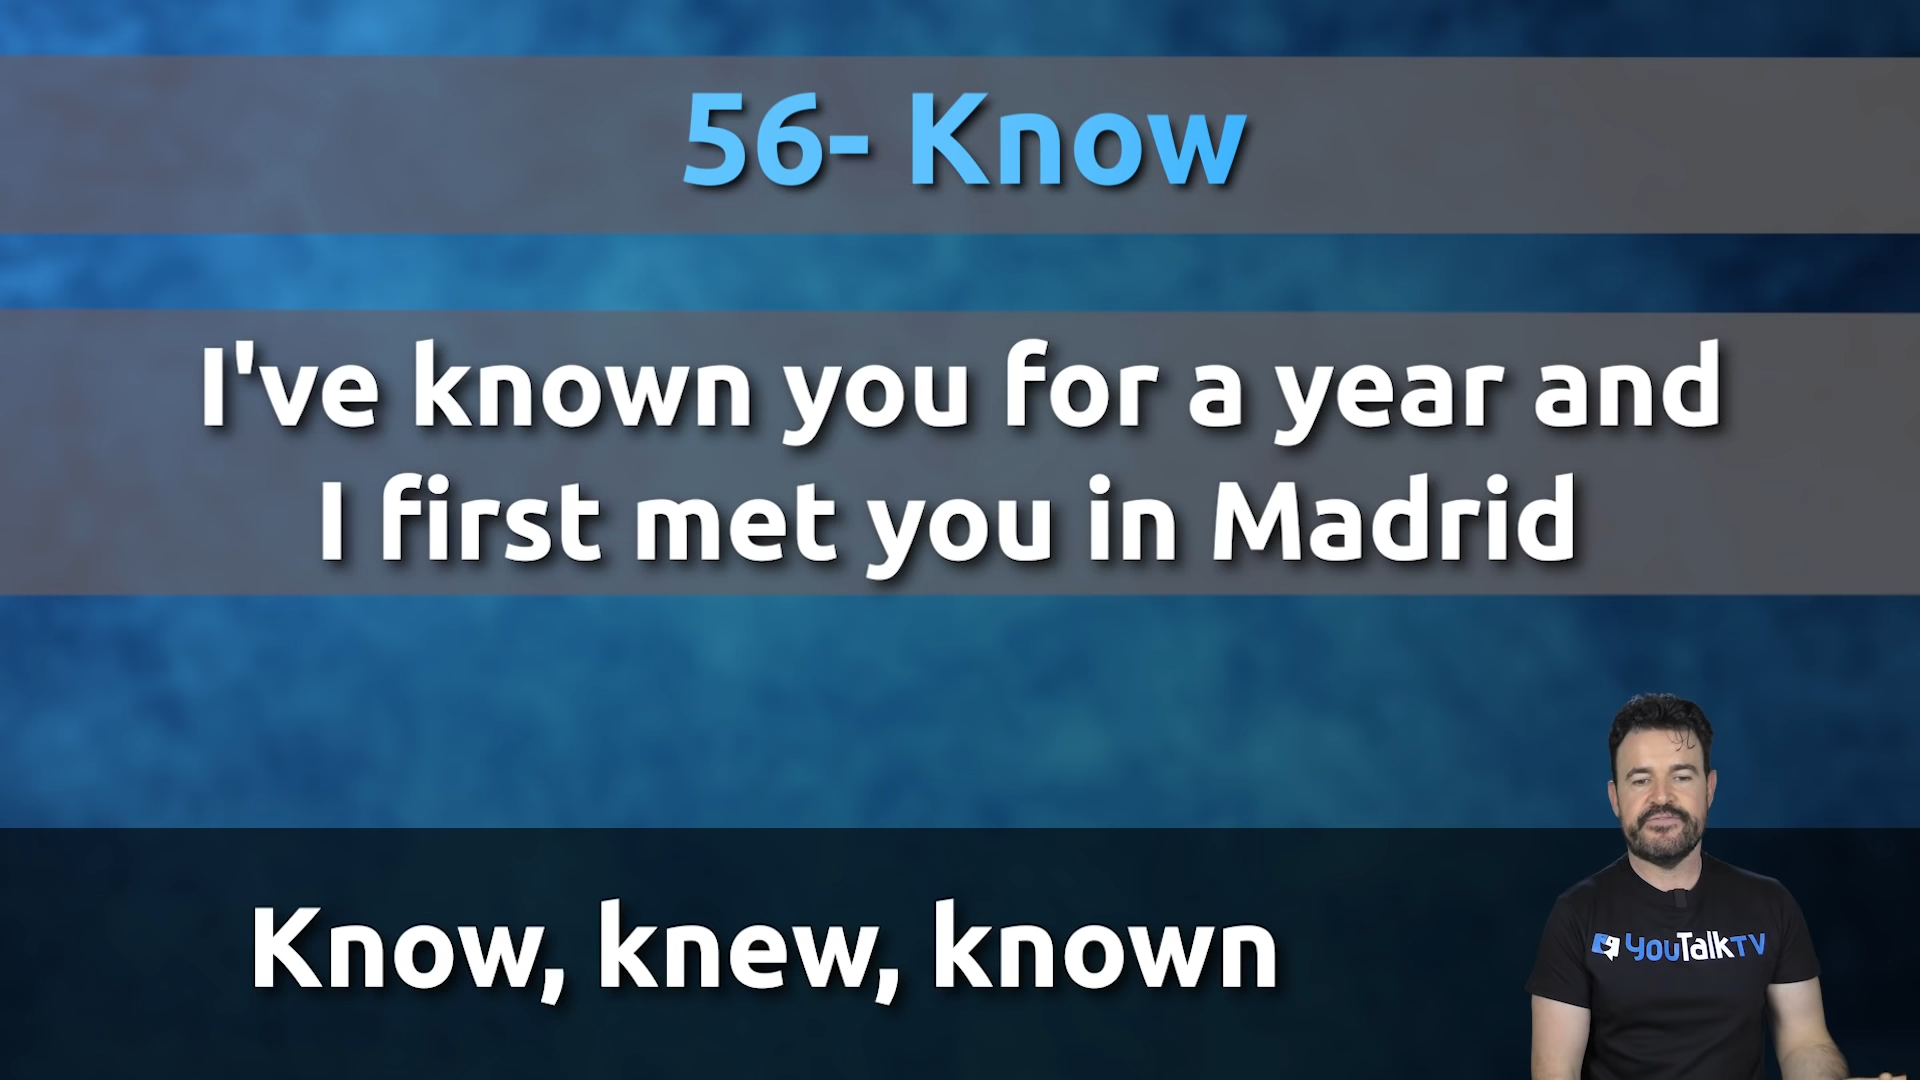 56- Know
I've known you for a year and
I first met you in Madrid
Know, knew, known
YouTalkTV